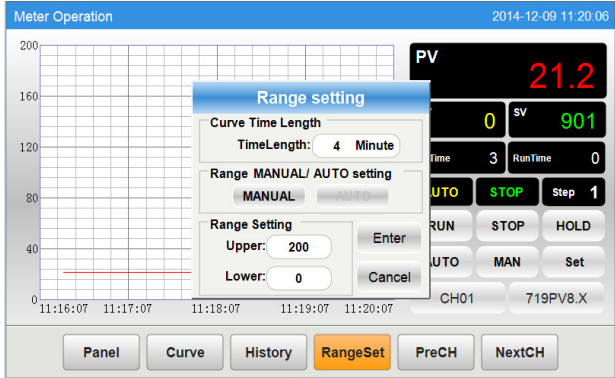 Meter Operation 2014-12-09 11:20:06
200
160
120
80
40
0
11:16:07 11:17:07 11:18:07 11:19:07 11:20:07
Range setting
Curve Time Length
TimeLength: 4 Minute
Range MANUAL/ AUTO setting
MANUAL AUTO
Range Setting
Upper: 200
Lower: 0
Enter
Cancel
PV
21.2
0 SV 901
Time 3 RunTime 0
UTO STOP Step 1
RUN STOP HOLD
UTO MAN Set
CH01 719PV8.X
Panel Curve History RangeSet PreCH NextCH